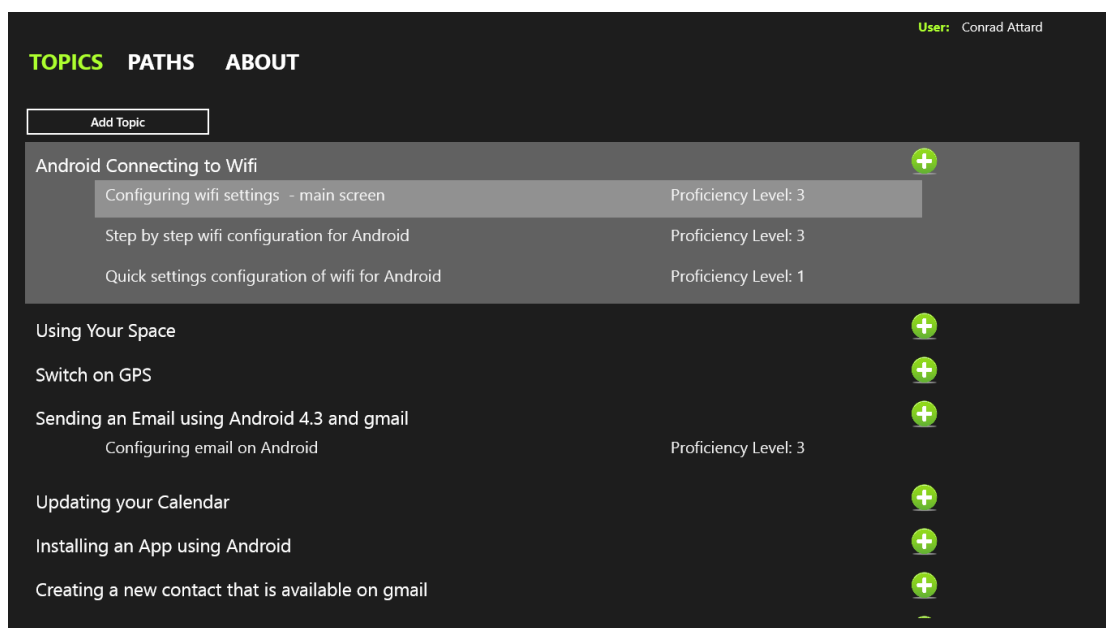 User: Conrad Attard
TOPICS PATHS ABOUT
Add Topic
Android Connecting to Wifi
Configuring wifi settings - main screen Proficiency Level: 3
Step by step wifi configuration for Android Proficiency Level: 3
Quick settings configuration of wifi for Android Proficiency Level: 1
Using Your Space
Switch on GPS
Sending an Email using Android 4.3 and gmail
Configuring email on Android Proficiency Level: 3
Updating your Calendar
Installing an App using Android
Creating a new contact that is available on gmail